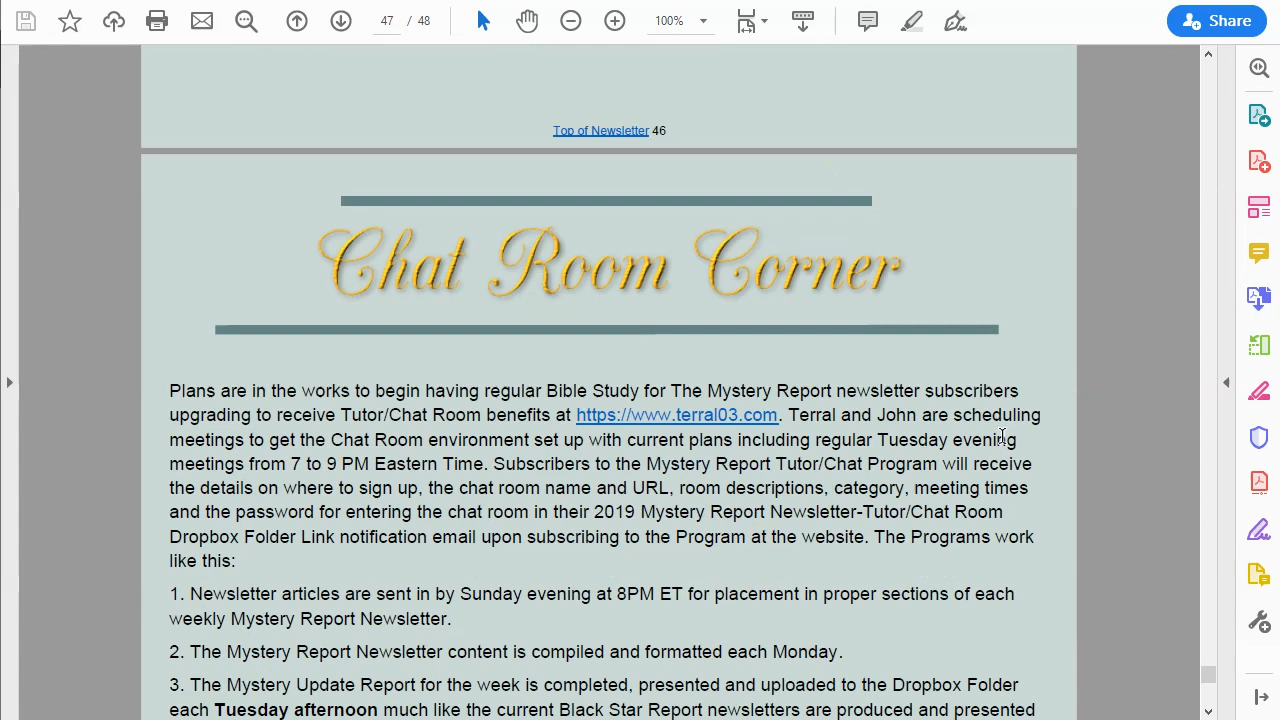 47 / 48 100% Share
Top of Newsletter 46
Chat Room Corner
Plans are in the works to begin having regular Bible Study for The Mystery Report newsletter subscribers
upgrading to receive Tutor/Chat Room benefits at https://www.terral03.com. Terral and John are scheduling
meetings to get the Chat Room environment set up with current plans including regular Tuesday evening
meetings from 7 to 9 PM Eastern Time. Subscribers to the Mystery Report Tutor/Chat Program will receive
the details on where to sign up, the chat room name and URL, room descriptions, category, meeting times
and the password for entering the chat room in their 2019 Mystery Report Newsletter-Tutor/Chat Room
Dropbox Folder Link notification email upon subscribing to the Program at the website. The Programs work
like this:
1. Newsletter articles are sent in by Sunday evening at 8PM ET for placement in proper sections of each
weekly Mystery Report Newsletter.
2. The Mystery Report Newsletter content is compiled and formatted each Monday.
3. The Mystery Update Report for the week is completed, presented and uploaded to the Dropbox Folder
each Tuesday afternoon much like the current Black Star Report newsletters are produced and presented